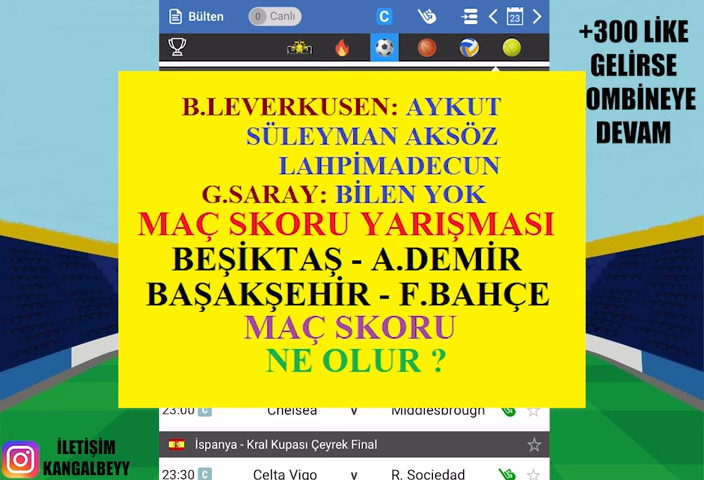 Bülten
0 Canlı
C
23
+300 LİKE
GELİRSE
OMBİNEYE
DEVAM
B.LEVERKUSEN: AYKUT
SÜLEYMAN AKSÖZ
LAHPİMADECUN
G.SARAY: BİLEN YOK
MAÇ SKORU YARIŞMASI
BEŞİKTAŞ - A.DEMİR
BAŞAKŞEHİR - F.BAHÇE
MAÇ SKORU
NE OLUR ?
23:00 C Chelsea v Middlesbrough
İspanya - Kral Kupası Çeyrek Final
23:30 C Celta Vigo v R. Sociedad
İLETİŞİM
KANGALBEYY